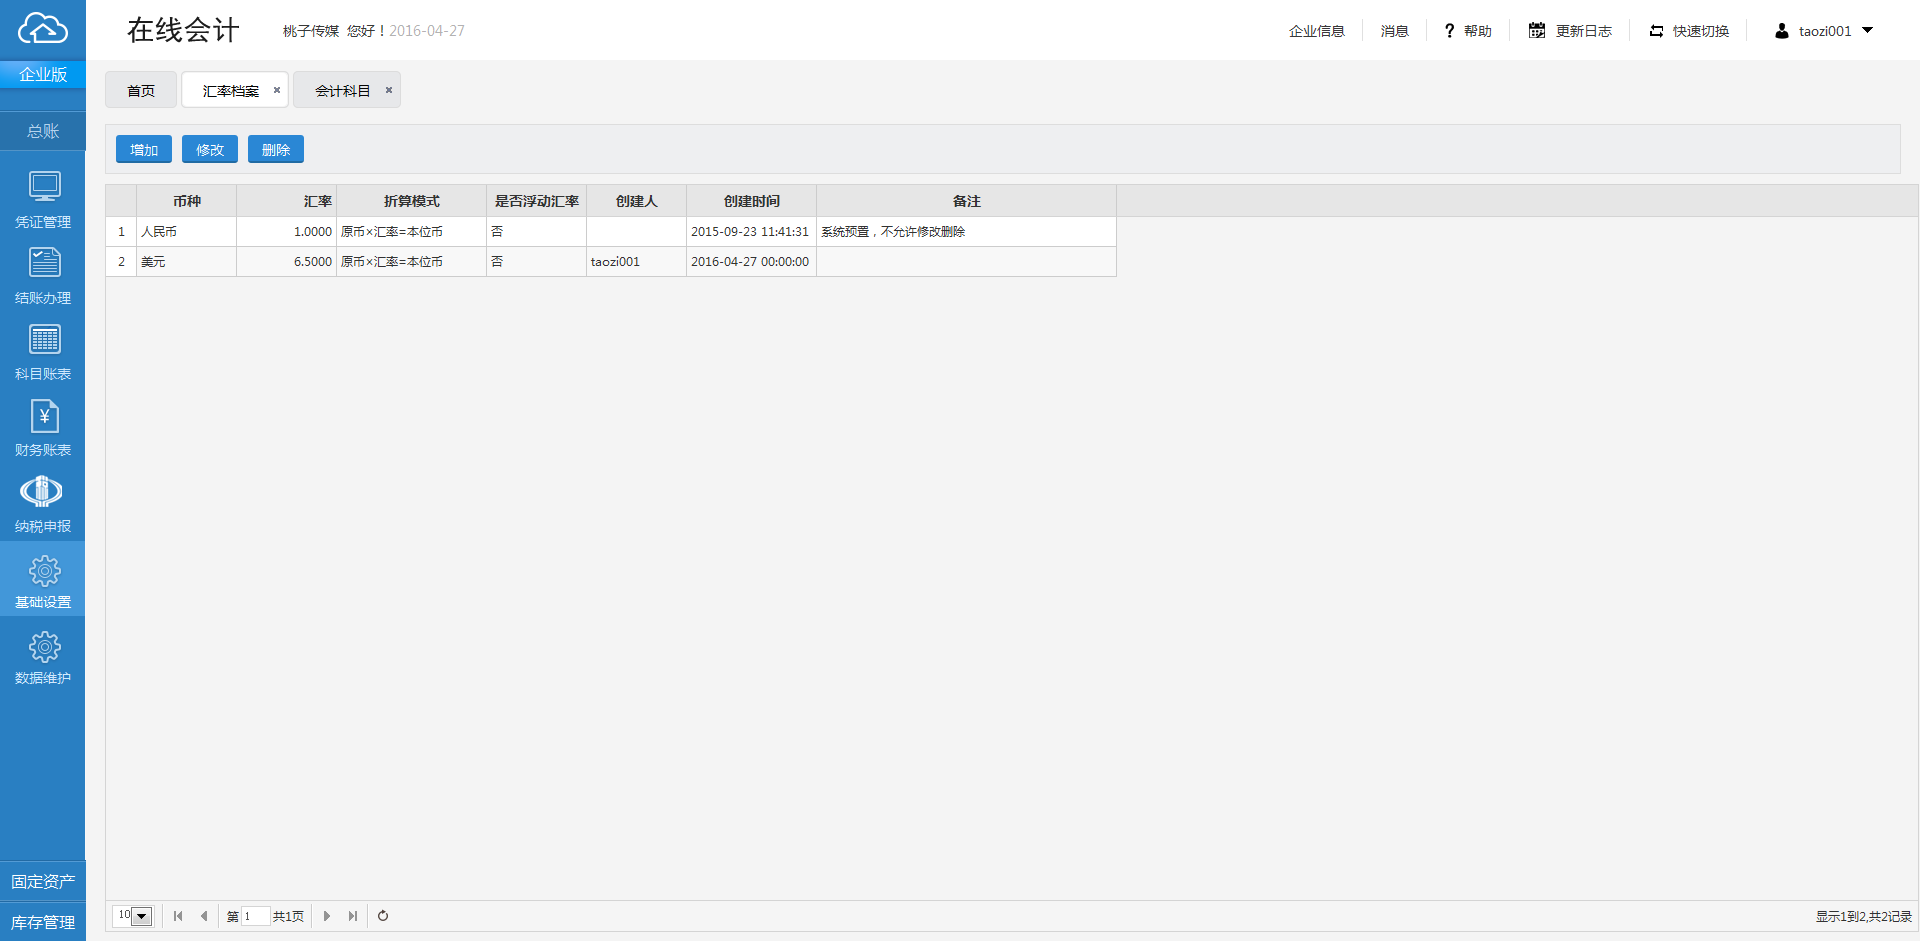 在线会计
桃子传媒 您好！2016-04-27
企业信息 消息 ? 帮助 更新日志 快速切换 taozi001
企业版
总账
凭证管理
结账办理
科目账表
财务账表
纳税申报
基础设置
数据维护
固定资产
库存管理
首页 汇率档案 × 会计科目 ×
增加 修改 删除
币种 汇率 折算模式 是否浮动汇率 创建人 创建时间 备注
1 人民币 1.0000 原币×汇率=本位币 否 2015-09-23 11:41:31 系统预置，不允许修改删除
2 美元 6.5000 原币×汇率=本位币 否 taozi001 2016-04-27 00:00:00
10 第 1 共1页 显示1到2,共2记录